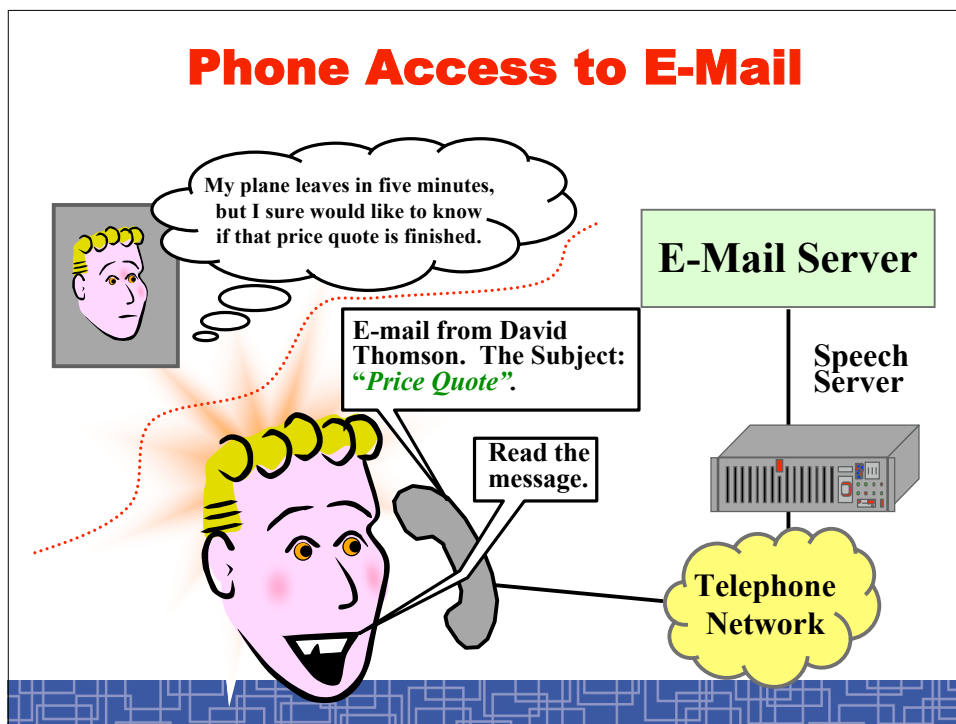 Phone Access to E-Mail
My plane leaves in five minutes,
but I sure would like to know
if that price quote is finished.
E-Mail Server
E-mail from David
Thomson. The Subject:
“Price Quote”.
Speech
Server
Read the
message.
Telephone
Network